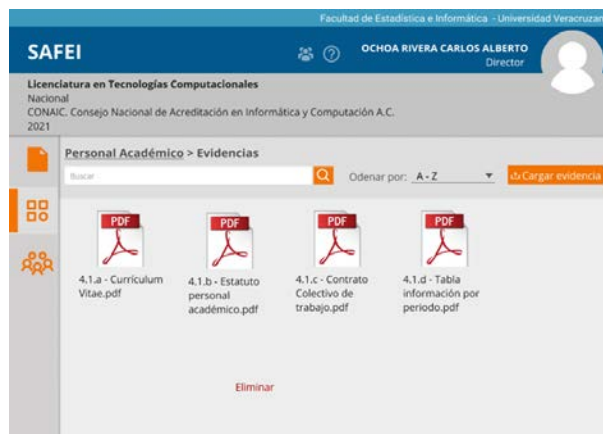 Facultad de Estadística e Informática - Universidad Veracruzan
SAFEI
OCHOA RIVERA CARLOS ALBERTO
Director
Licenciatura en Tecnologías Computacionales
Nacional
CONAIC. Consejo Nacional de Acreditación en Informática y Computación A.C.
2021
Personal Académico > Evidencias
Buscar
Odenar por: A - Z
Cargar evidencia
PDF
PDF
PDF
PDF
4.1.a - Curriculum
Vitae.pdf
4.1.b - Estatuto
personal
académico.pdf
4.1.c - Contrato
Colectivo de
trabajo.pdf
4.1.d - Tabla
información por
periodo.pdf
Eliminar